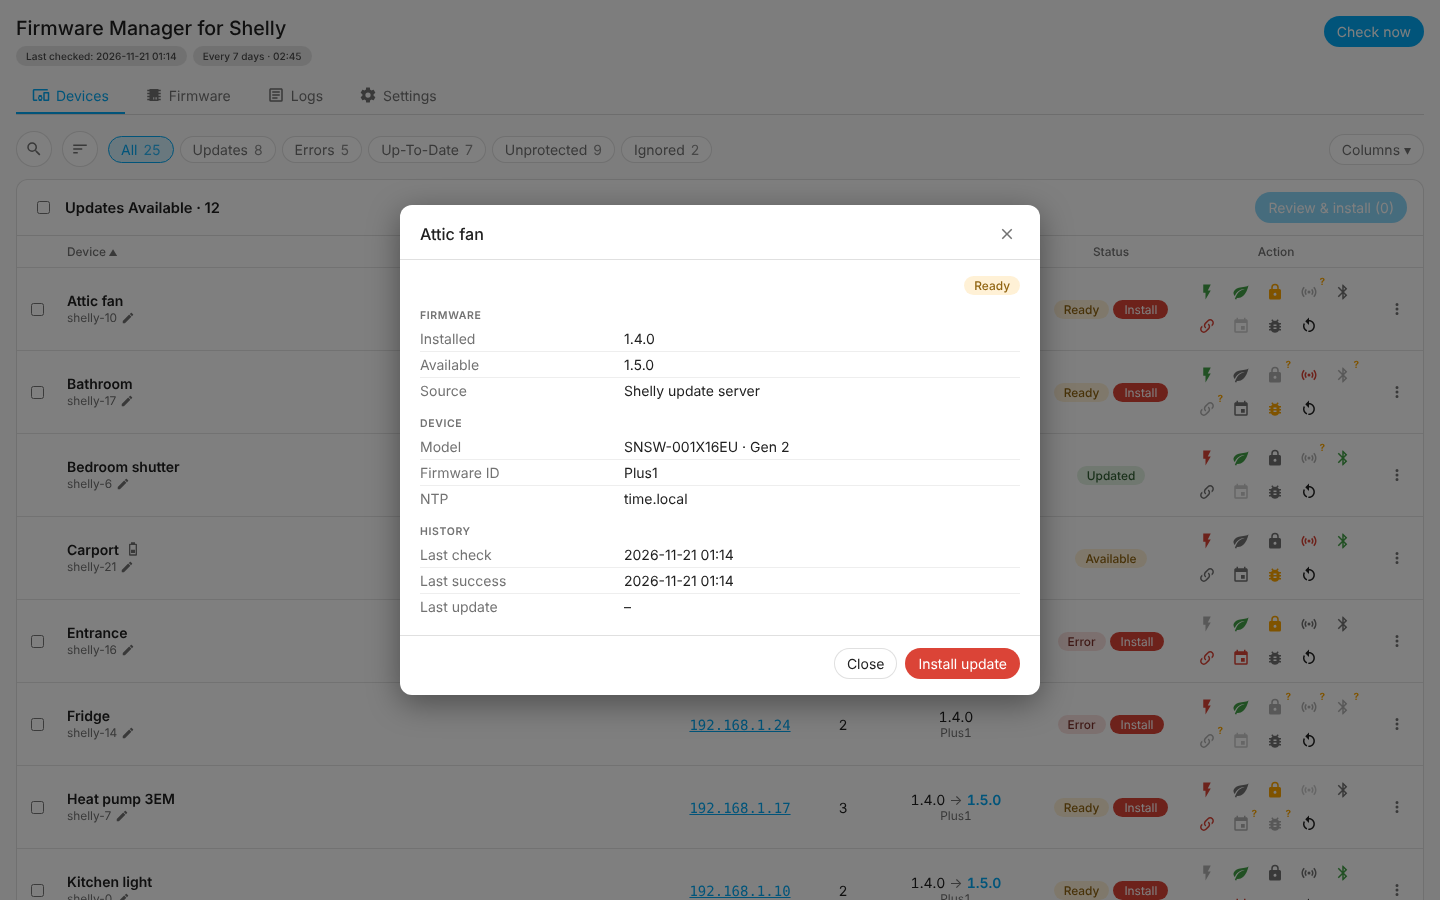 Firmware Manager for Shelly
Last checked: 2026-11-21 01:14 Every 7 days · 02:45
Check now
Devices Firmware Logs Settings
All 25 Updates 8 Errors 5 Up-To-Date 7 Unprotected 9 Ignored 2 Columns ▾
Updates Available · 12 Review & install (0)
Device ▲ Status Action
Attic fan
shelly-10
Ready Install
?
Bathroom
shelly-17
Ready Install
? ?
?
Bedroom shutter
shelly-6
Updated
?
Carport
shelly-21
Available
Entrance
shelly-16
Error Install
Fridge
shelly-14
192.168.1.24 2 1.4.0
Plus1
Error Install
? ? ?
?
Heat pump 3EM
shelly-7
192.168.1.17 3 1.4.0 → 1.5.0
Plus1
Ready Install
? ?
Kitchen light
shelly-0
192.168.1.10 2 1.4.0 → 1.5.0
Plus1
Ready Install
Attic fan
Ready
FIRMWARE
Installed 1.4.0
Available 1.5.0
Source Shelly update server
DEVICE
Model SNSW-001X16EU · Gen 2
Firmware ID Plus1
NTP time.local
HISTORY
Last check 2026-11-21 01:14
Last success 2026-11-21 01:14
Last update –
Close Install update